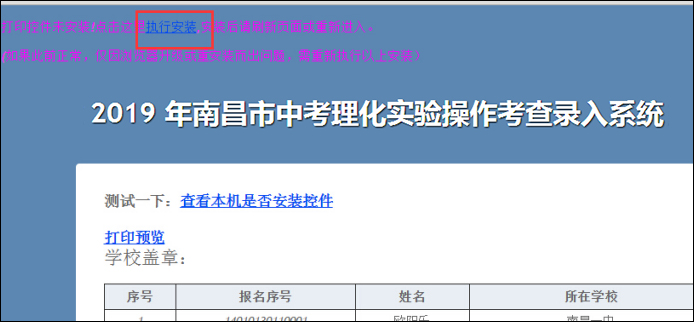 打印控件未安装!点击这里执行安装,安装后请刷新页面或重新进入。
(如果此前正常,仅因浏览器升级或重安装而出问题,需重新执行以上安装)
2019 年南昌市中考理化实验操作考查录入系统
测试一下：查看本机是否安装控件
打印预览
学校盖章：
序号 报名序号 姓名 所在学校